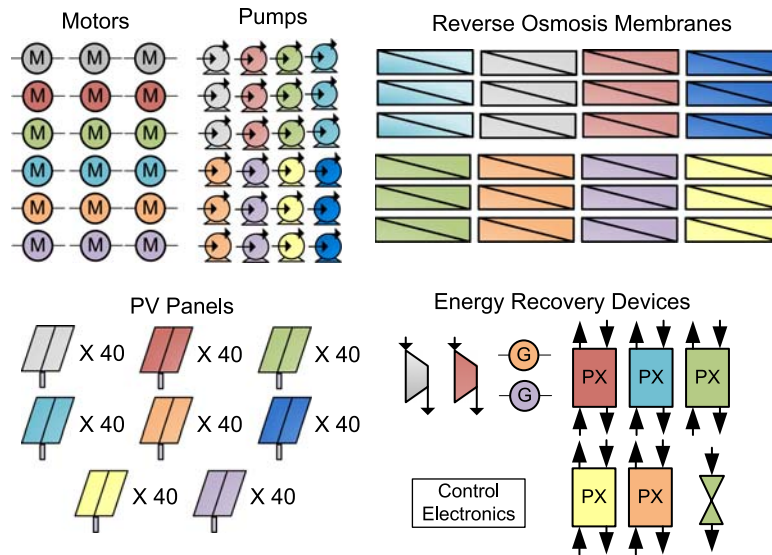 Motors
Pumps
Reverse Osmosis Membranes
M M M
M M M
M M M
M M M
M M M
M M M
PV Panels
X 40 X 40 X 40
X 40 X 40 X 40
X 40 X 40
Energy Recovery Devices
G
G
PX PX PX
PX PX
Control
Electronics